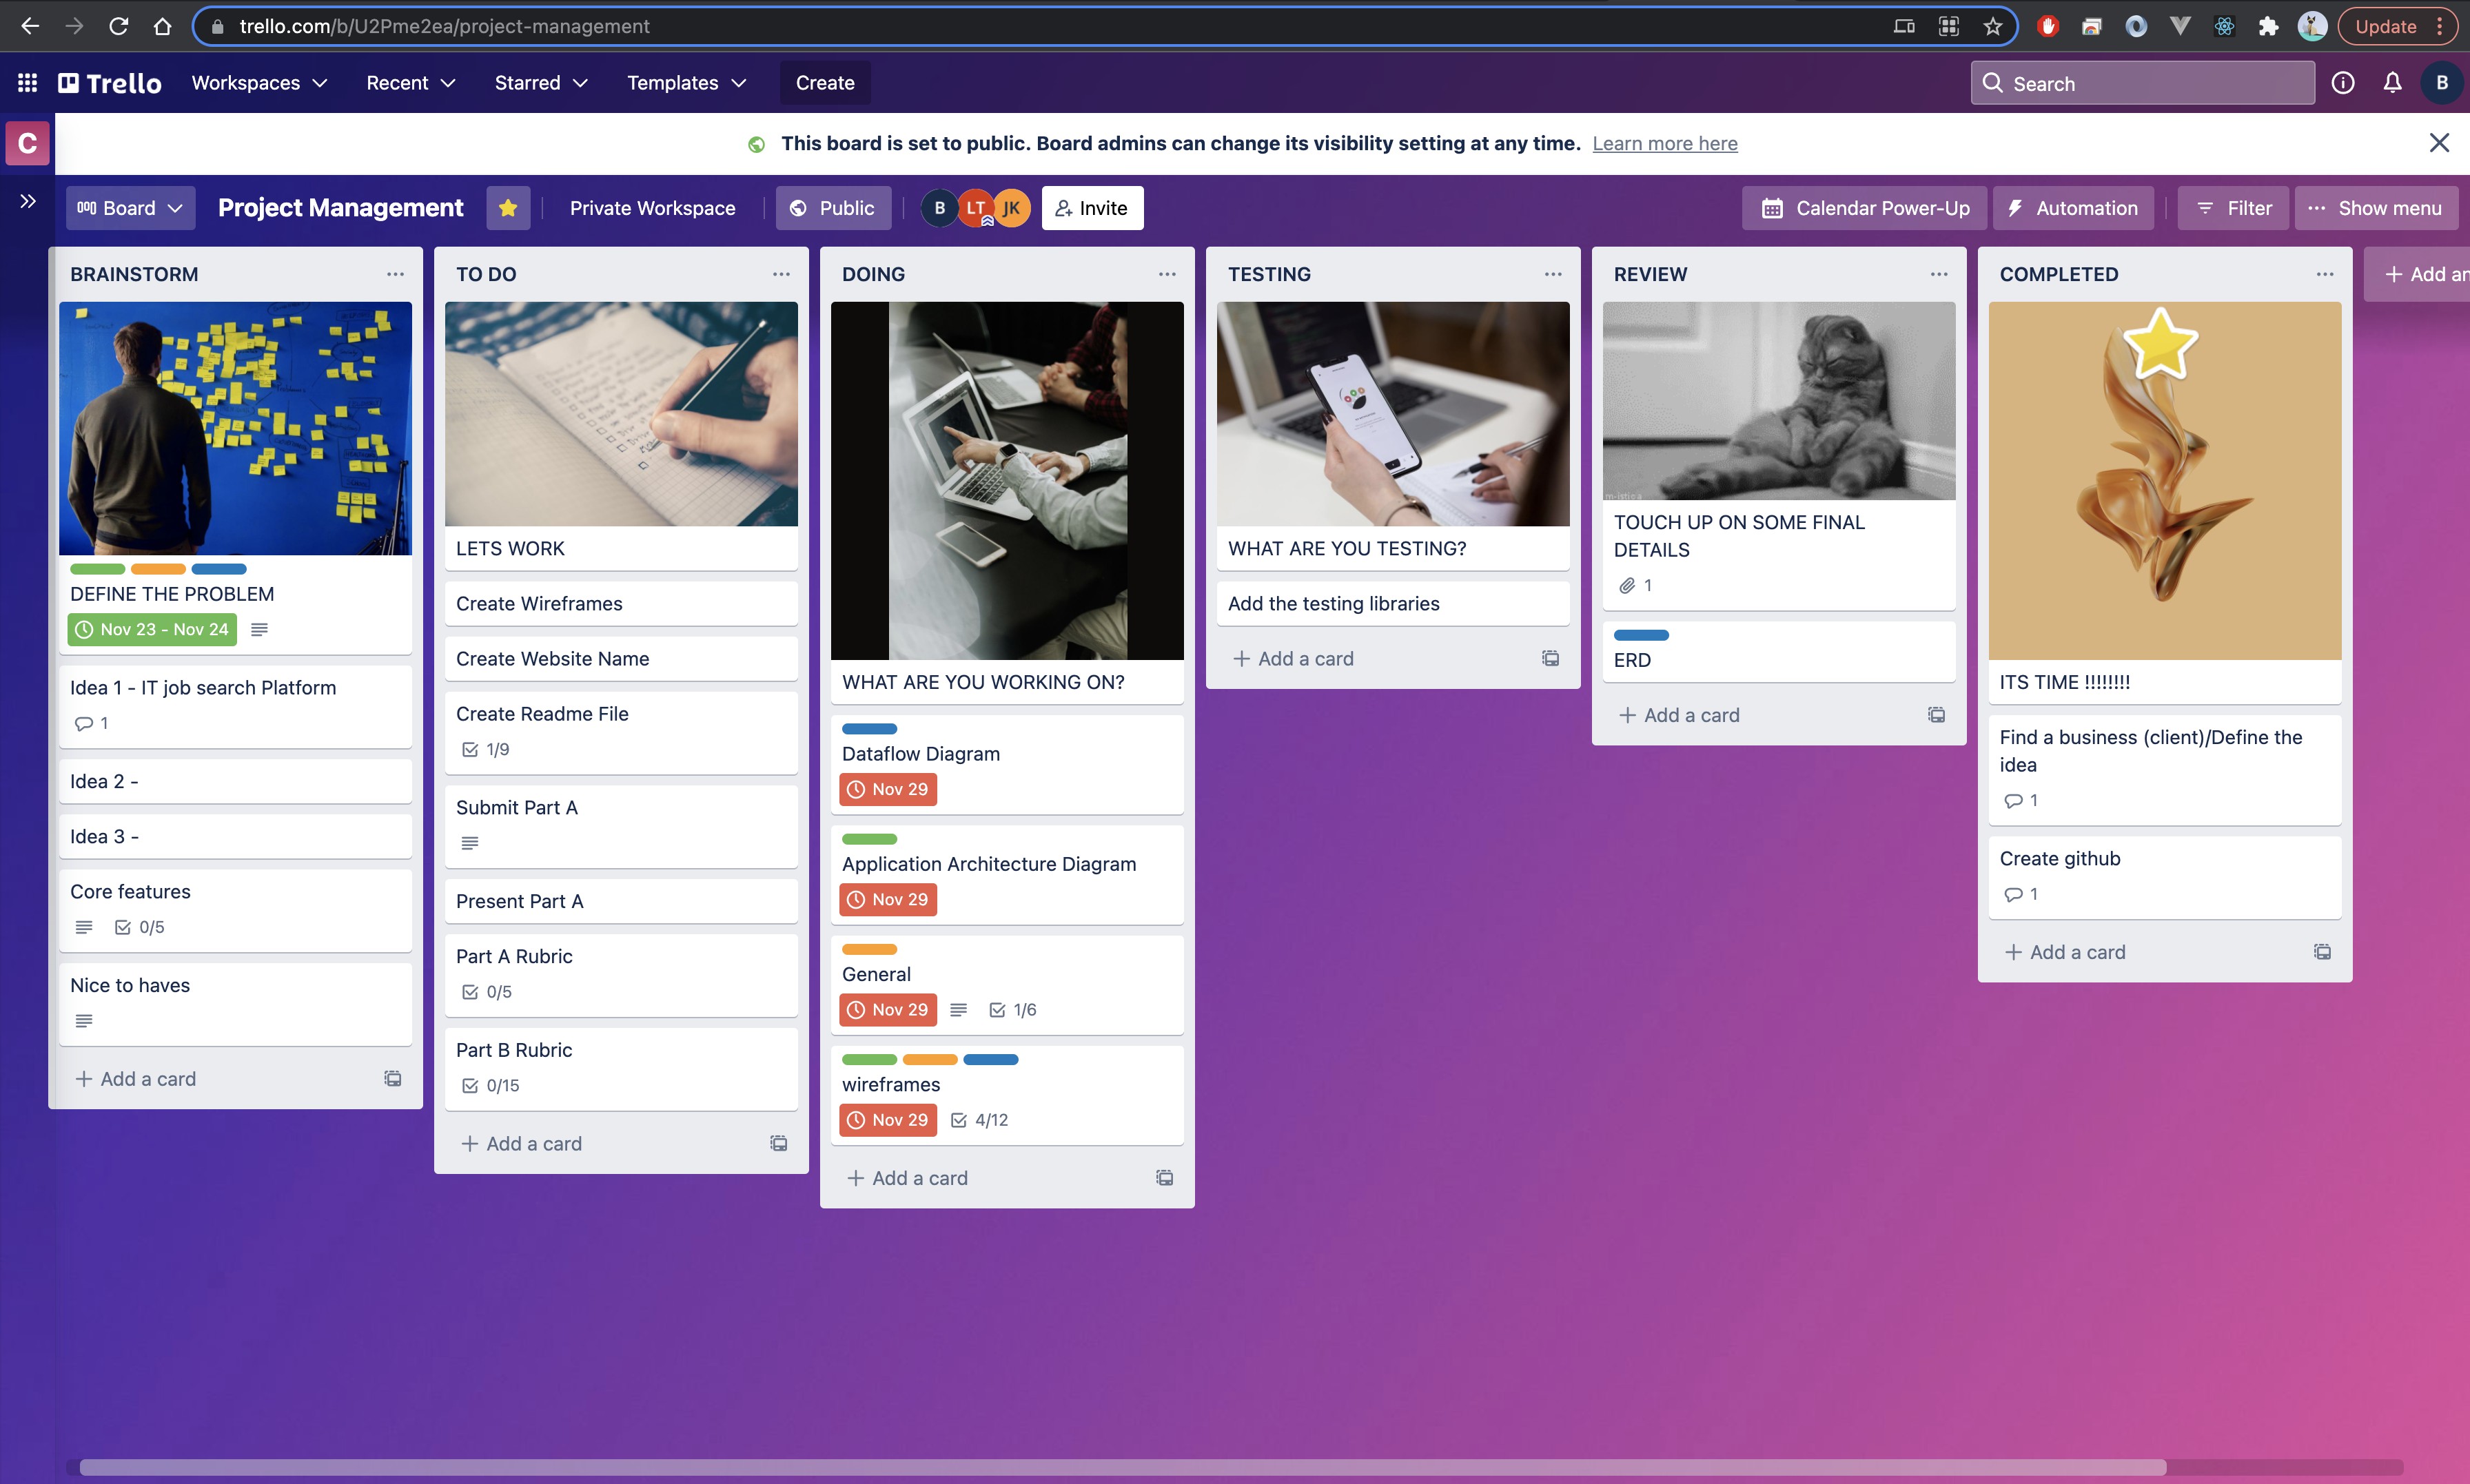 trello.com/b/U2Pme2ea/project-management
Update
Trello
Workspaces
Recent
Starred
Templates
Create
Search
B
C
This board is set to public. Board admins can change its visibility setting at any time. Learn more here
Board
Project Management
Private Workspace
Public
B
LT
JK
Invite
Calendar Power-Up
Automation
Filter
Show menu
BRAINSTORM
DEFINE THE PROBLEM
Nov 23 - Nov 24
Idea 1 - IT job search Platform
1
Idea 2 -
Idea 3 -
Core features
0/5
Nice to haves
Add a card
TO DO
LETS WORK
Create Wireframes
Create Website Name
Create Readme File
1/9
Submit Part A
Present Part A
Part A Rubric
0/5
Part B Rubric
0/15
Add a card
DOING
WHAT ARE YOU WORKING ON?
Dataflow Diagram
Nov 29
Application Architecture Diagram
Nov 29
General
Nov 29
1/6
wireframes
Nov 29
4/12
Add a card
TESTING
WHAT ARE YOU TESTING?
Add the testing libraries
Add a card
REVIEW
TOUCH UP ON SOME FINAL
DETAILS
1
ERD
Add a card
COMPLETED
ITS TIME !!!!!!!!
Find a business (client)/Define the
idea
1
Create github
1
Add a card
Add an